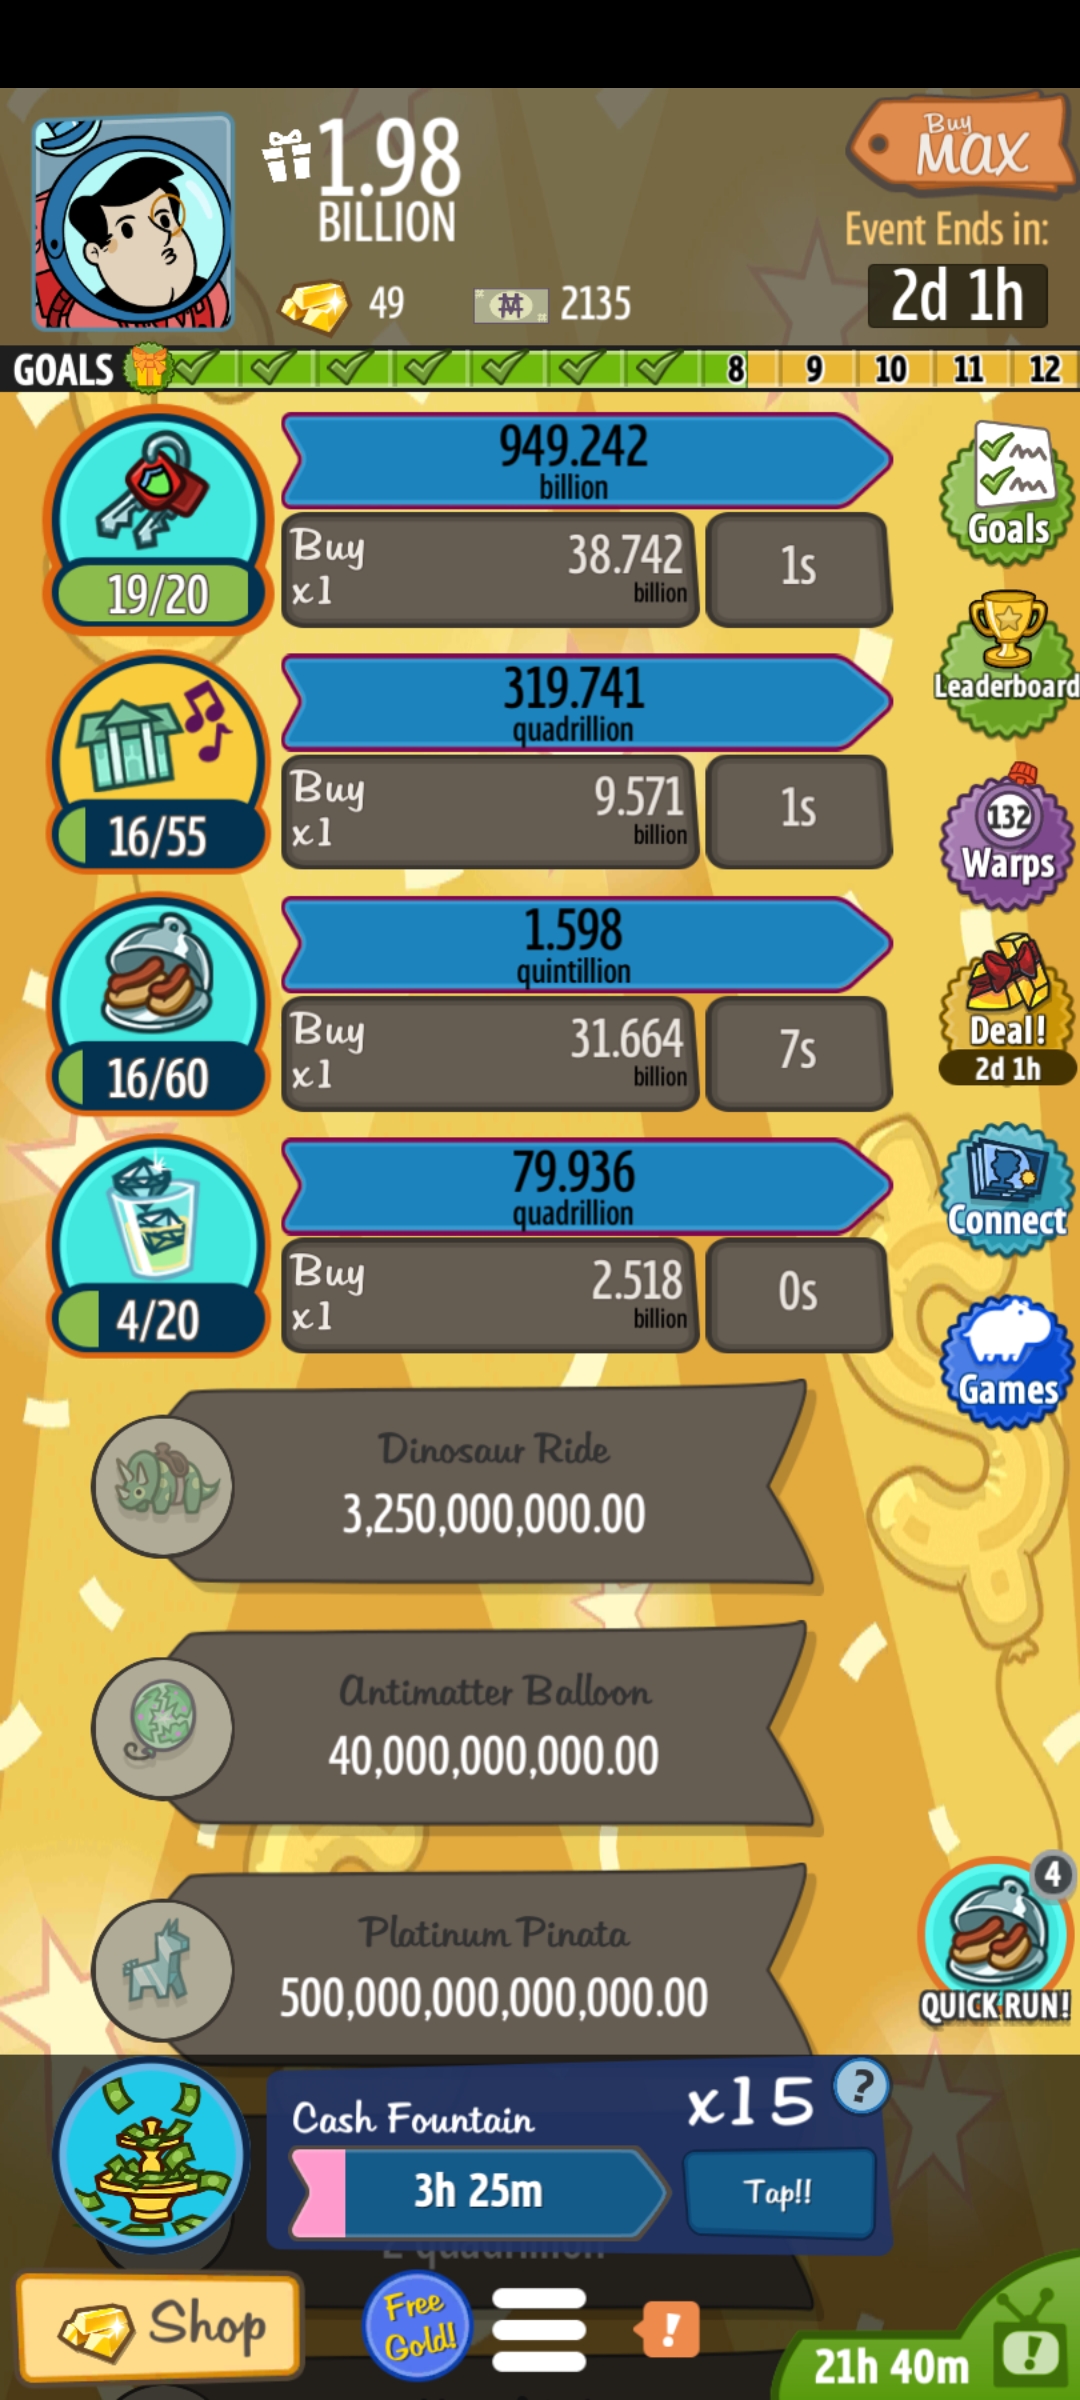 1.98
BILLION
Buy
MAX
Event Ends in:
49
2135
2d 1h
GOALS
8
9
10
11
12
949.242
billion
Buy
x1
38.742
billion
1s
19/20
Goals
Leaderboard
319.741
quadrillion
Buy
x1
9.571
billion
1s
16/55
132
Warps
1.598
quintillion
Buy
x1
31.664
billion
7s
16/60
Deal!
2d 1h
79.936
quadrillion
Buy
x1
2.518
billion
0s
4/20
Connect
Games
Dinosaur Ride
3,250,000,000.00
Antimatter Balloon
40,000,000,000.00
Platinum Pinata
500,000,000,000,000.00
4
QUICK RUN!
Cash Fountain
x15
?
3h 25m
Tap!!
2 quadrillion
Shop
Free
Gold!
!
!
21h 40m